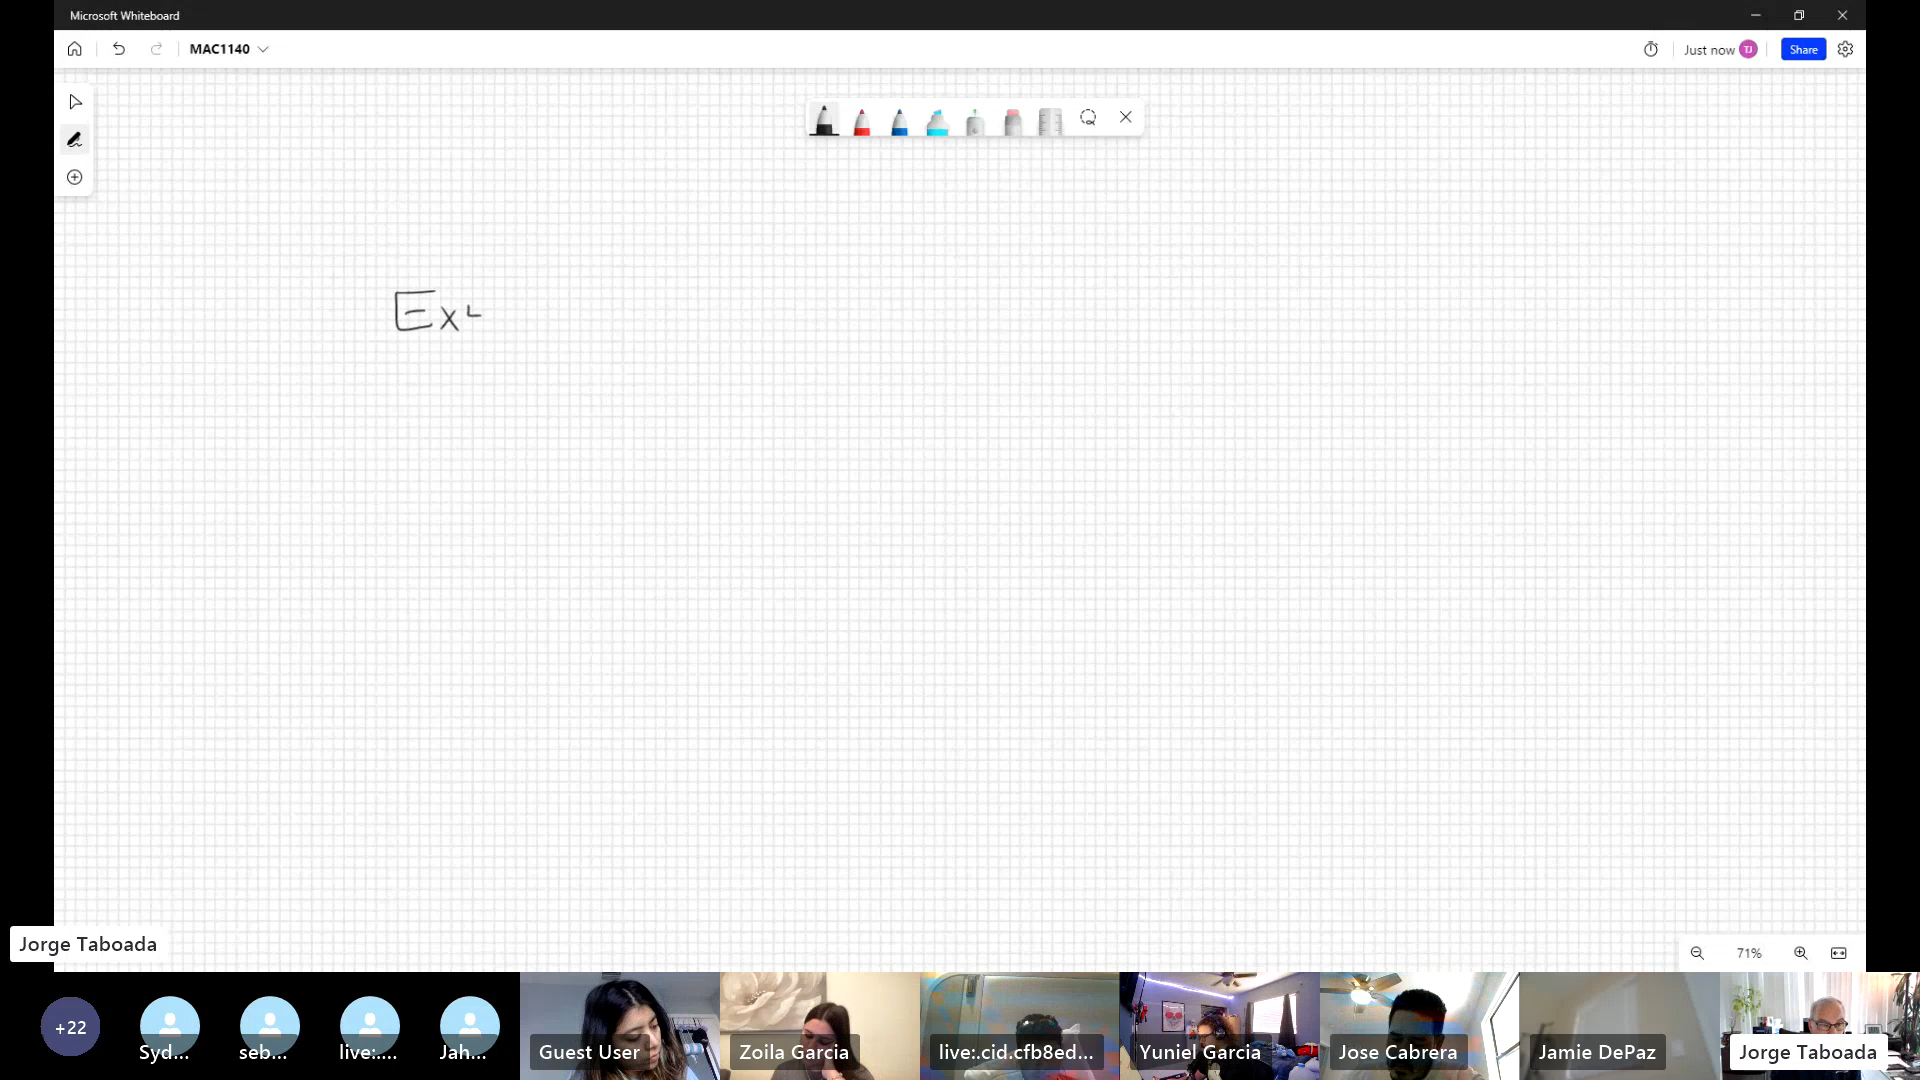 Microsoft Whiteboard
MAC1140
Just now TJ
Share
Ex
Jorge Taboada
71%
+22
Syd...
seb...
live:....
Jah...
Guest User
Zoila Garcia
live:.cid.cfb8ed...
Yuniel Garcia
Jose Cabrera
Jamie DePaz
Jorge Taboada